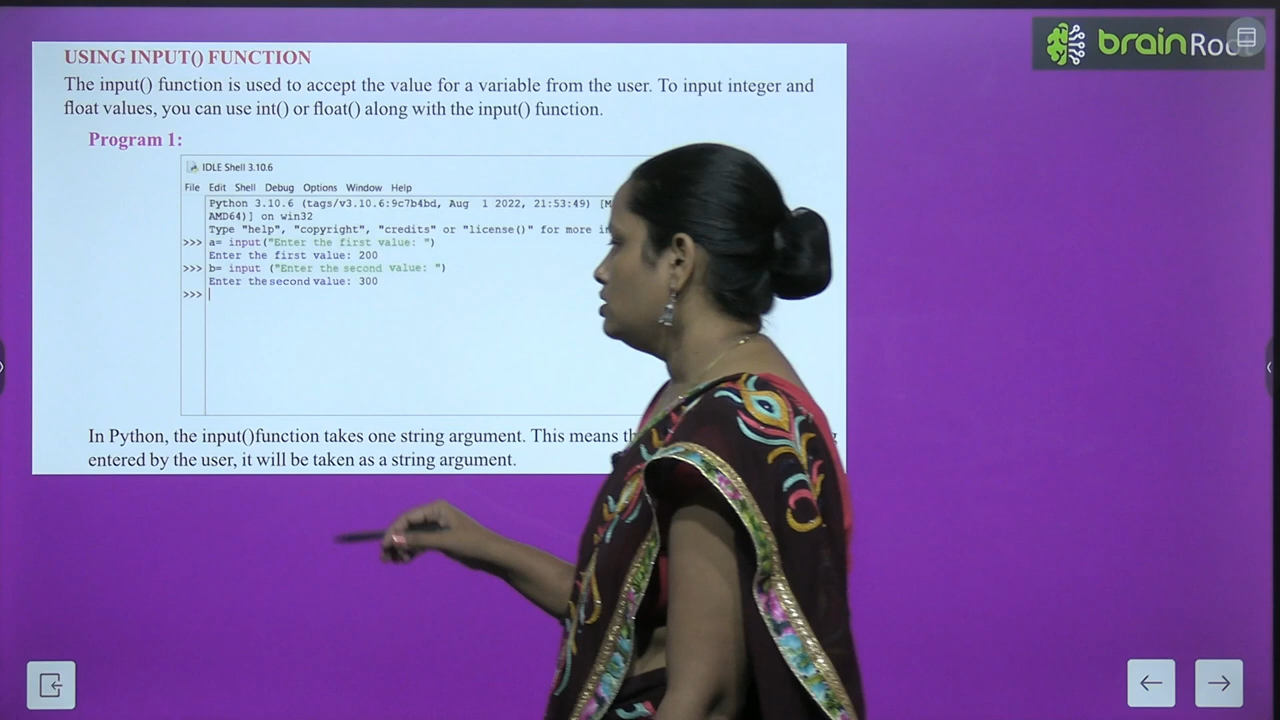 brainRoo
USING INPUT() FUNCTION
The input() function is used to accept the value for a variable from the user. To input integer and
float values, you can use int() or float() along with the input() function.
Program 1:
IDLE Shell 3.10.6
File Edit Shell Debug Options Window Help
Python 3.10.6 (tags/v3.10.6:9c7b4bd, Aug 1 2022, 21:53:49) [M
AMD64)] on win32
Type "help", "copyright", "credits" or "license()" for more in
>>> a= input("Enter the first value: ")
Enter the first value: 200
>>> b= input ("Enter the second value: ")
Enter the second value: 300
>>>
In Python, the input()function takes one string argument. This means th
entered by the user, it will be taken as a string argument.